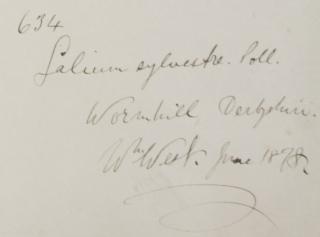 634
Galium sylvestre. Poll.
Wormhill, Derbyshire.
Wm West. June 1878.